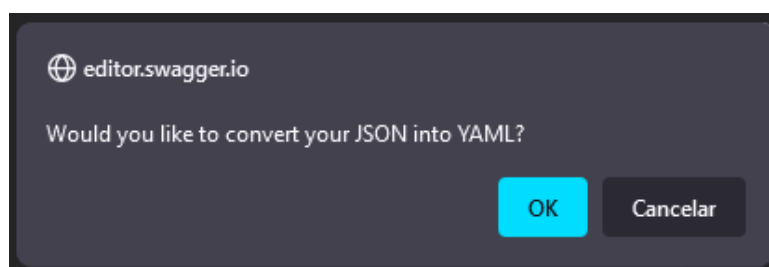 editor.swagger.io
Would you like to convert your JSON into YAML?
OK Cancelar